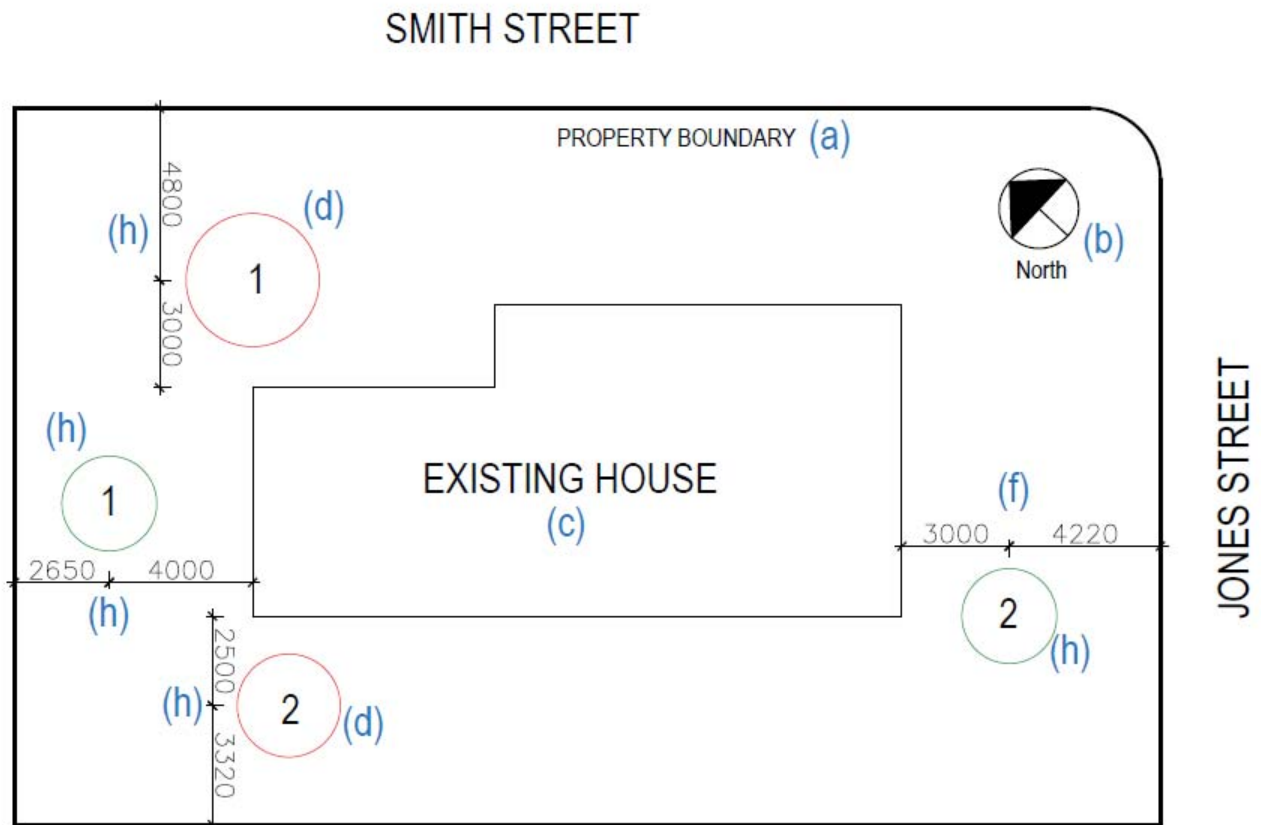 SMITH STREET
PROPERTY BOUNDARY (a)
4800
(h)
(d)
1
3000
(b)
North
(h)
1
EXISTING HOUSE
(c)
(f)
3000 4220
JONES STREET
2650 4000
(h)
2
(h)
2500
(h)
2
(d)
3320